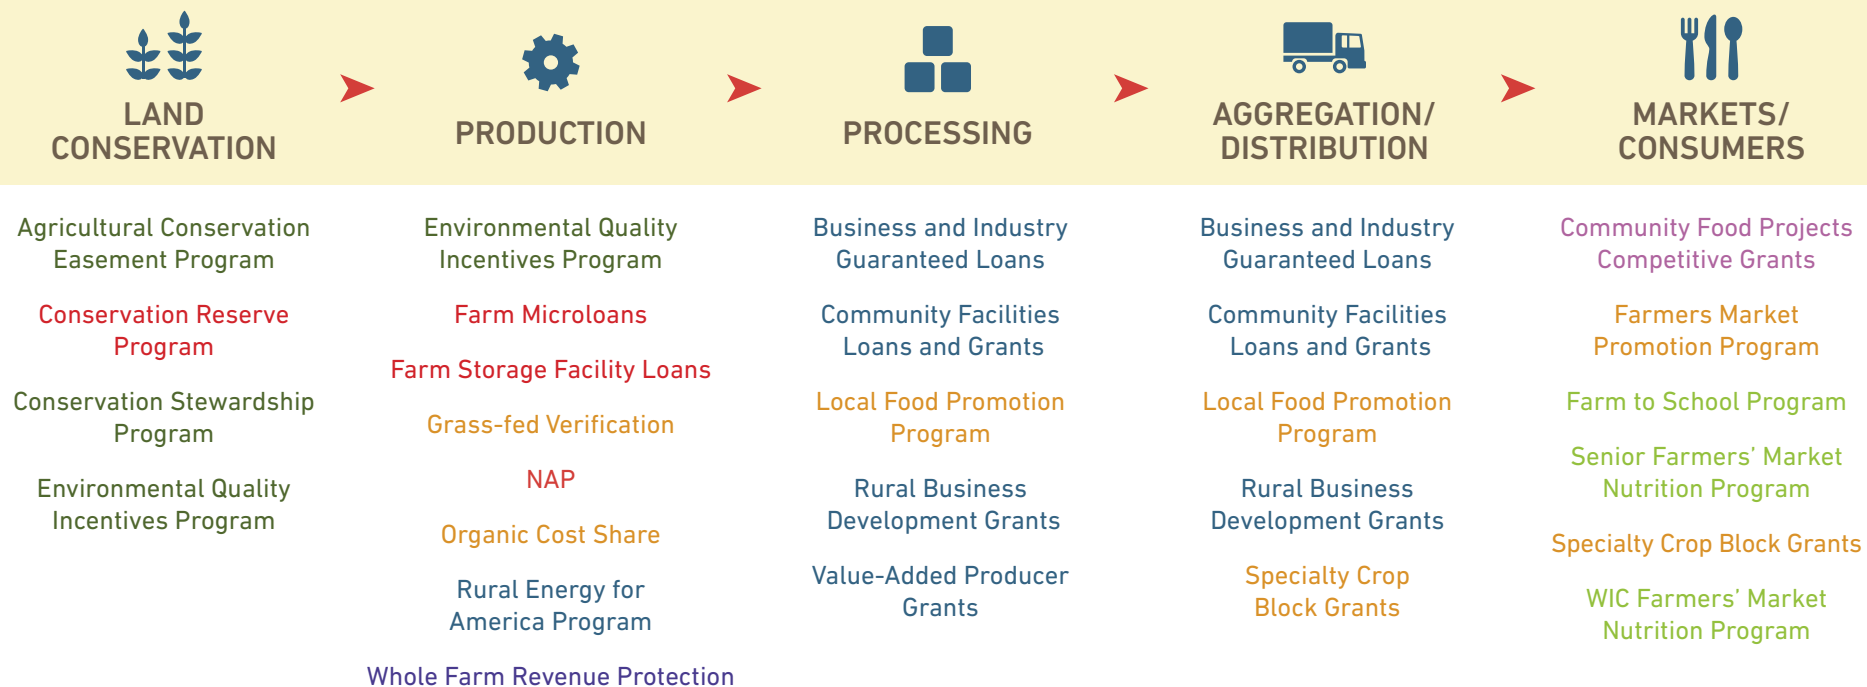 LAND
CONSERVATION
PRODUCTION
PROCESSING
AGGREGATION/
DISTRIBUTION
MARKETS/
CONSUMERS
Agricultural Conservation
Easement Program
Conservation Reserve
Program
Conservation Stewardship
Program
Environmental Quality
Incentives Program
Environmental Quality
Incentives Program
Farm Microloans
Farm Storage Facility Loans
Grass-fed Verification
NAP
Organic Cost Share
Rural Energy for
America Program
Whole Farm Revenue Protection
Business and Industry
Guaranteed Loans
Community Facilities
Loans and Grants
Local Food Promotion
Program
Rural Business
Development Grants
Value-Added Producer
Grants
Business and Industry
Guaranteed Loans
Community Facilities
Loans and Grants
Local Food Promotion
Program
Rural Business
Development Grants
Specialty Crop
Block Grants
Community Food Projects
Competitive Grants
Farmers Market
Promotion Program
Farm to School Program
Senior Farmers’ Market
Nutrition Program
Specialty Crop Block Grants
WIC Farmers’ Market
Nutrition Program